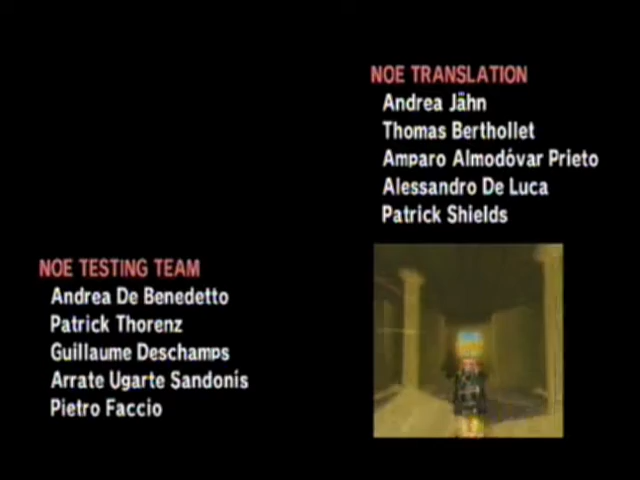 NOE TRANSLATION
Andrea Jähn
Thomas Berthollet
Amparo Almodóvar Prieto
Alessandro De Luca
Patrick Shields
NOE TESTING TEAM
Andrea De Benedetto
Patrick Thorenz
Guillaume Deschamps
Arrate Ugarte Sandonís
Pietro Faccio